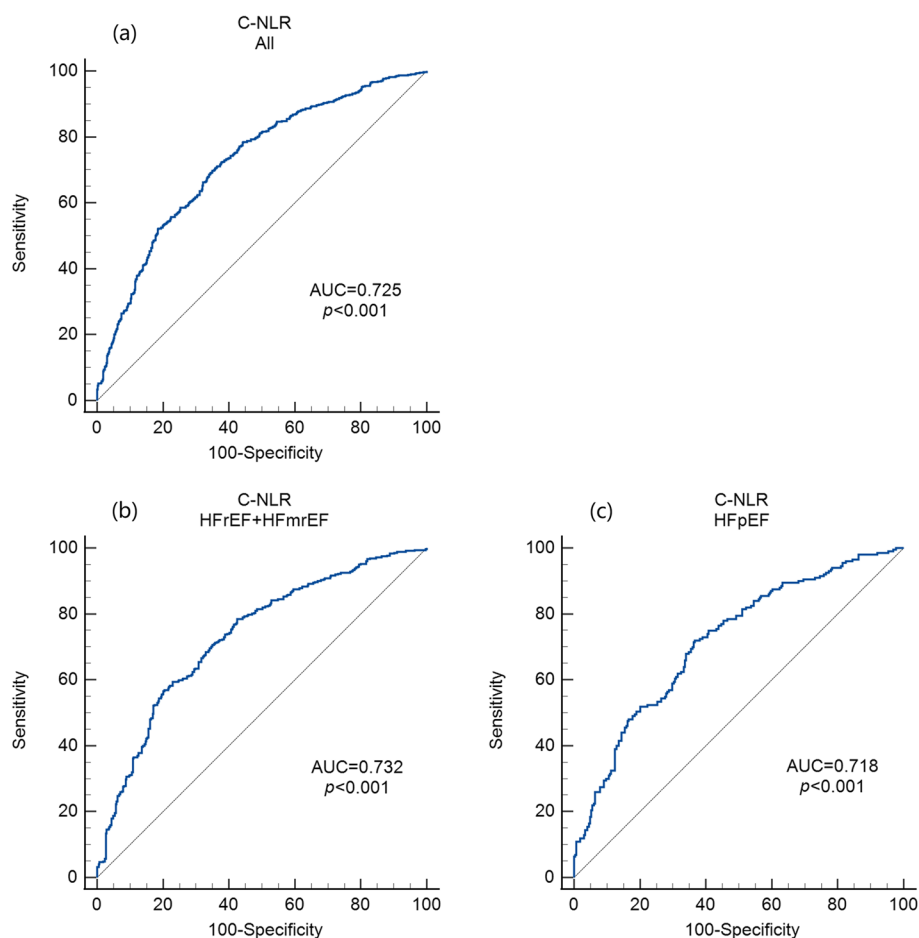 (a)
C-NLR
All
100
80
60
40
20
0
Sensitivity
AUC=0.725
p<0.001
0 20 40 60 80 100
100-Specificity
(b)
C-NLR
HFrEF+HFmrEF
100
80
60
40
20
0
Sensitivity
AUC=0.732
p<0.001
0 20 40 60 80 100
100-Specificity
(c)
C-NLR
HFpEF
100
80
60
40
20
0
Sensitivity
AUC=0.718
p<0.001
0 20 40 60 80 100
100-Specificity